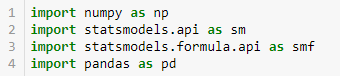 1 import numpy as np
2 import statsmodels.api as sm
3 import statsmodels.formula.api as smf
4 import pandas as pd